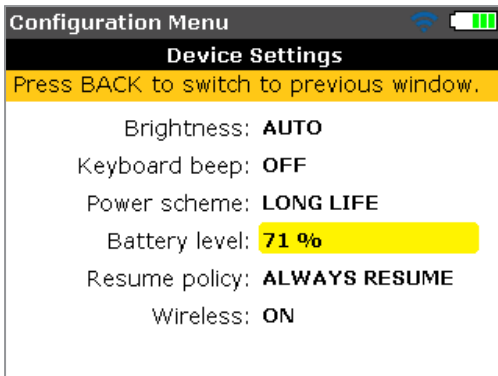 Configuration Menu
Device Settings
Press BACK to switch to previous window.
Brightness: AUTO
Keyboard beep: OFF
Power scheme: LONG LIFE
Battery level: 71 %
Resume policy: ALWAYS RESUME
Wireless: ON